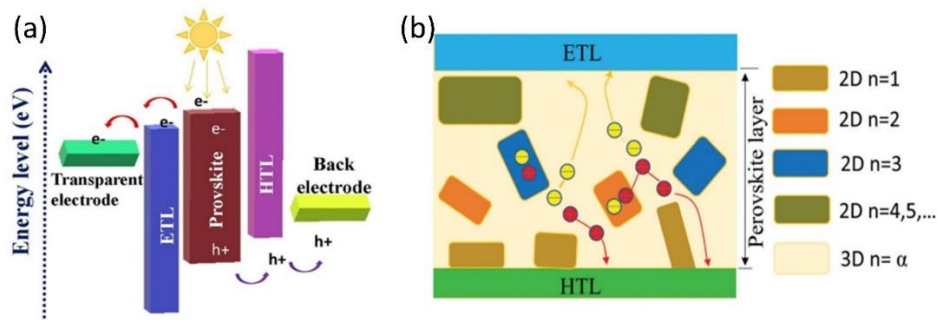 (a)
Energy level (eV)
e-
Transparent
electrode
e-
ETL
e-
e-
h+
Provskite
HTL
h+
Back
electrode
h+
(b)
ETL
HTL
Perovskite layer
2D n=1
2D n=2
2D n=3
2D n=4,5,...
3D n= α